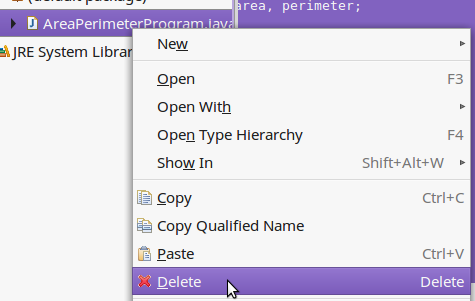 (default package)
area, perimeter;
AreaPerimeterProgram.java
JRE System Librar
New
Open F3
Open With
Open Type Hierarchy F4
Show In Shift+Alt+W
Copy Ctrl+C
Copy Qualified Name
Paste Ctrl+V
Delete Delete